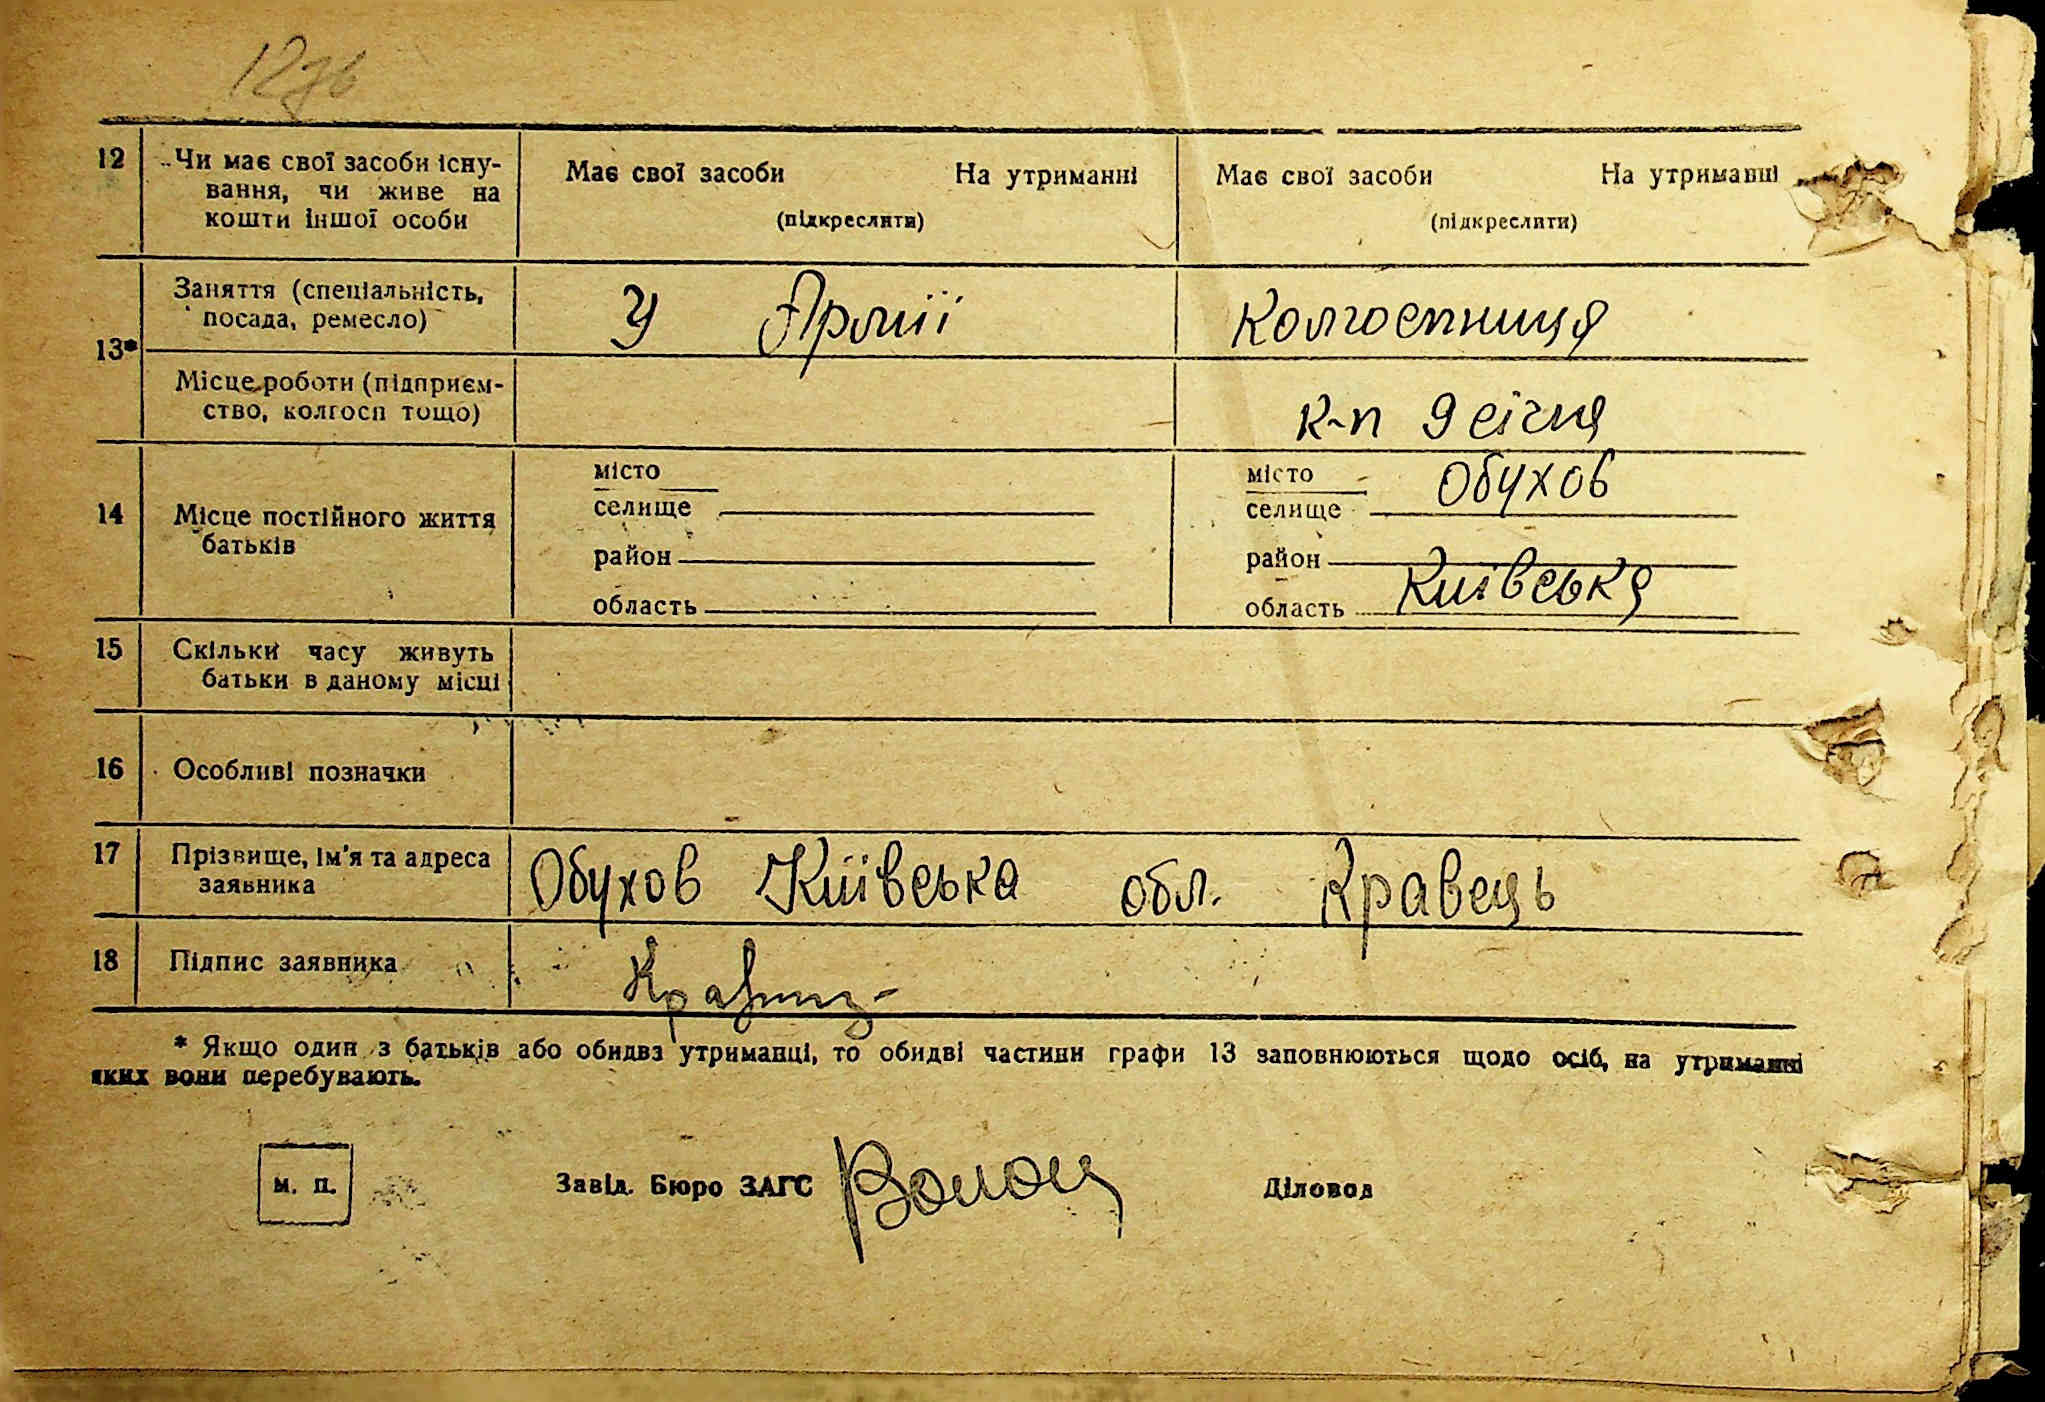 127б
12 Чи має свої засоби існу- Має свої засоби На утриманні Має свої засоби На утриманні
вання, чи живе на
кошти іншої особи (підкреслити) (підкреслити)
13* Заняття (спеціальність, У Армії Колгоспниця
посада, ремесло)
Місце роботи (підприєм-
ство, колгосп тощо) к-п 9 січня
14 Місце постійного життя
батьків
місто
селище
район
область
місто Обухов
селище
район
область Київська
15 Скільки часу живуть
батьки в даному місці
16 Особливі позначки
17 Прізвище, ім'я та адреса
заявника
Обухов Київська обл. Кравець
18 Підпис заявника
* Якщо один з батьків або обидва утриманці, то обидві частини графи 13 заповнюються щодо осіб, на утриманні
яких вони перебувають.
м. п. Завід. Бюро ЗАГС Діловод